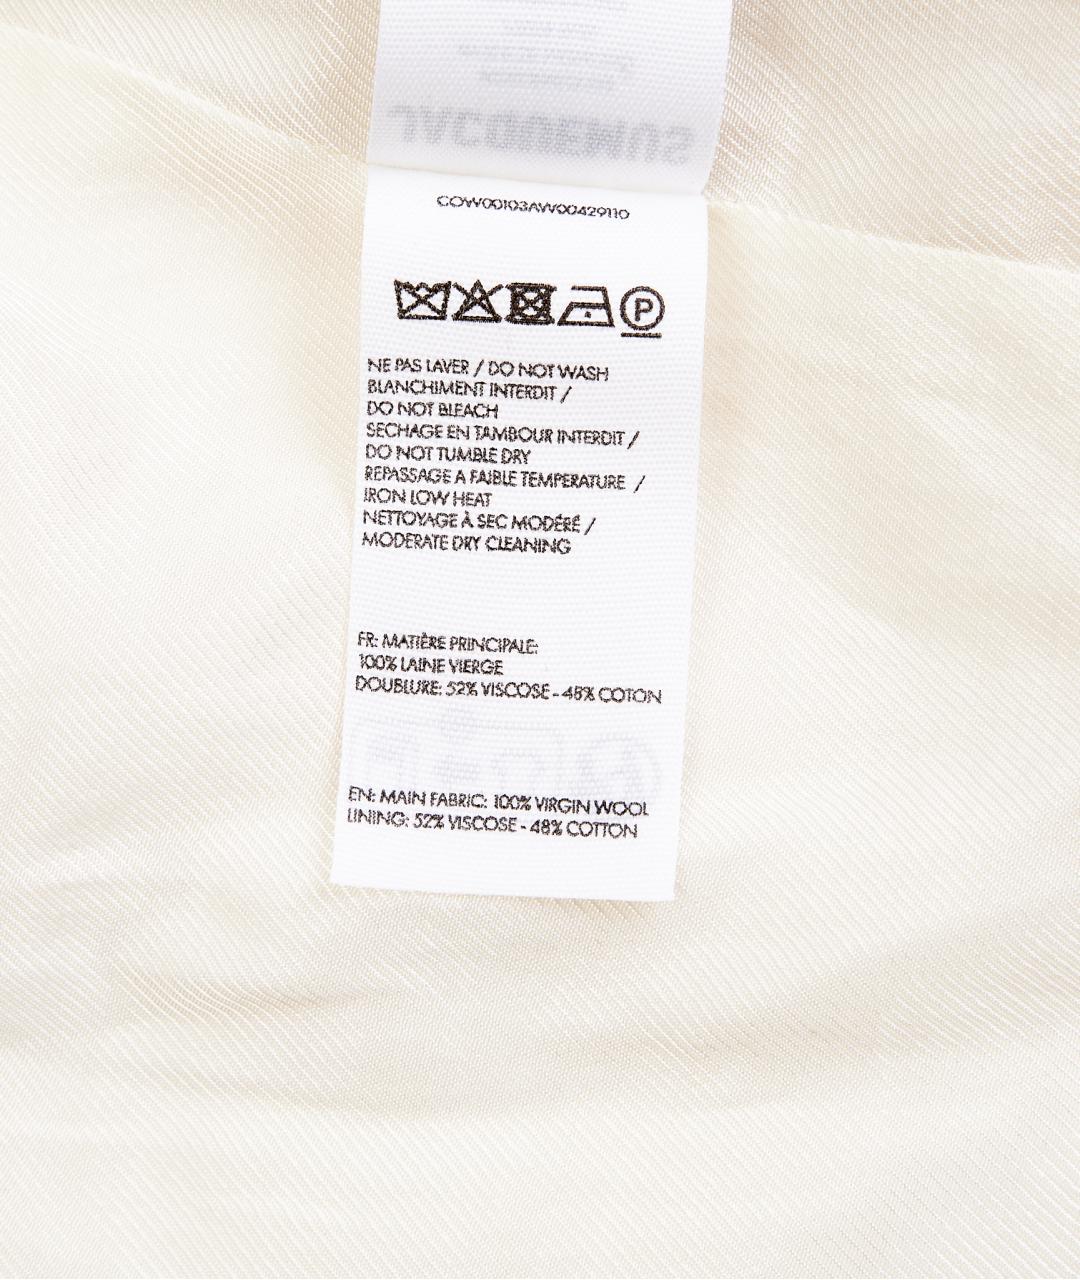 JACQUEMUS
COW00103AW00429110
P
NE PAS LAVER / DO NOT WASH
BLANCHIMENT INTERDIT /
DO NOT BLEACH
SECHAGE EN TAMBOUR INTERDIT /
DO NOT TUMBLE DRY
REPASSAGE A FAIBLE TEMPERATURE /
IRON LOW HEAT
NETTOYAGE À SEC MODÉRÉ /
MODERATE DRY CLEANING
FR: MATIÈRE PRINCIPALE:
100% LAINE VIERGE
DOUBLURE: 52% VISCOSE - 48% COTON
EN: MAIN FABRIC: 100% VIRGIN WOOL
LINING: 52% VISCOSE - 48% COTTON